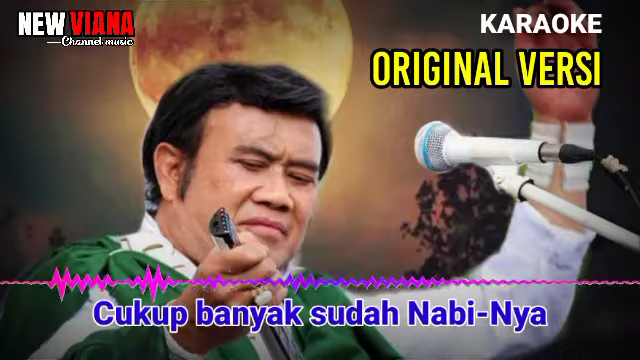 NEW VIANA
Channel music
KARAOKE
ORIGINAL VERSI
Cukup banyak sudah Nabi-Nya